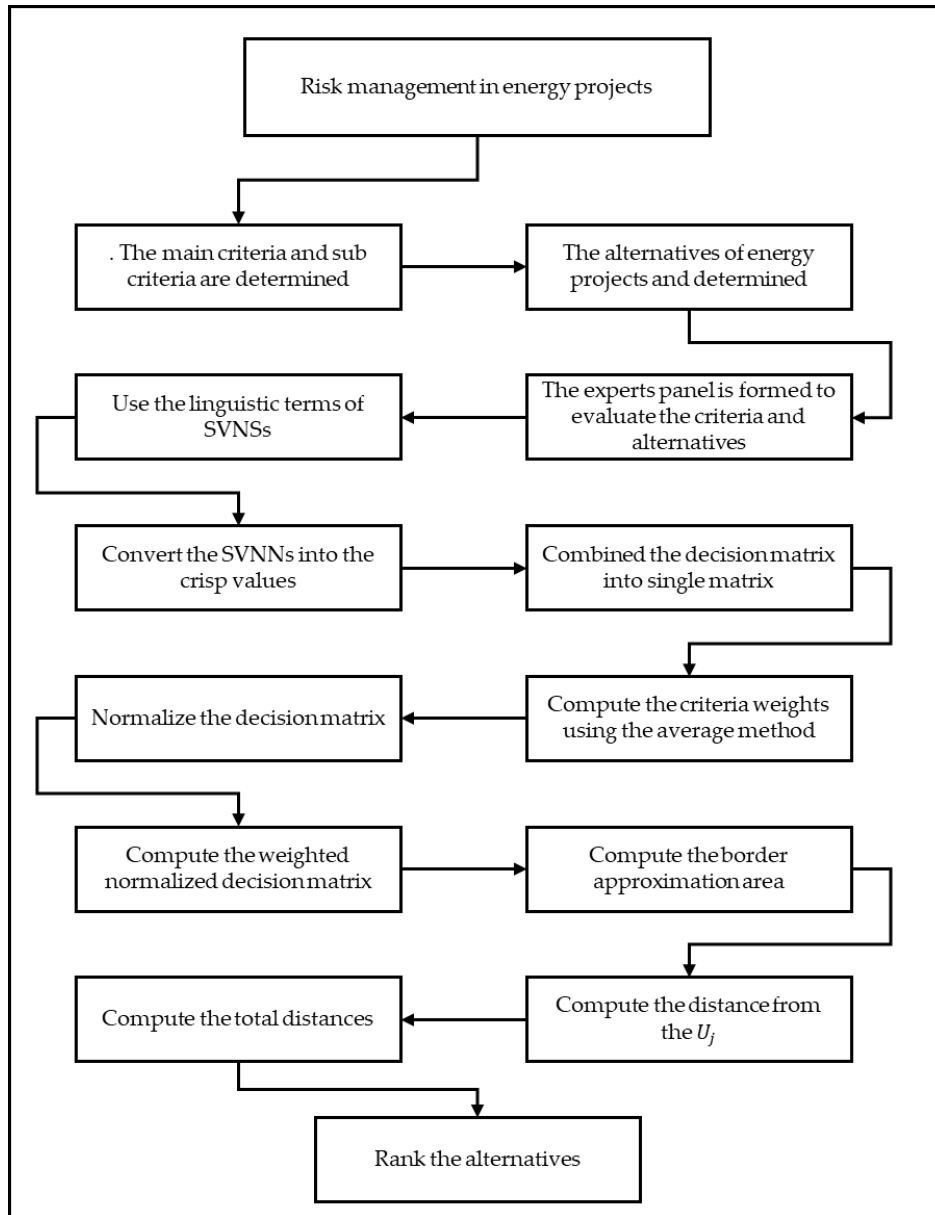 Risk management in energy projects
. The main criteria and sub
criteria are determined
The alternatives of energy
projects and determined
The experts panel is formed to
evaluate the criteria and
alternatives
Use the linguistic terms of
SVNSs
Convert the SVNNs into the
crisp values
Combined the decision matrix
into single matrix
Compute the criteria weights
using the average method
Normalize the decision matrix
Compute the weighted
normalized decision matrix
Compute the border
approximation area
Compute the distance from
the U_j
Compute the total distances
Rank the alternatives